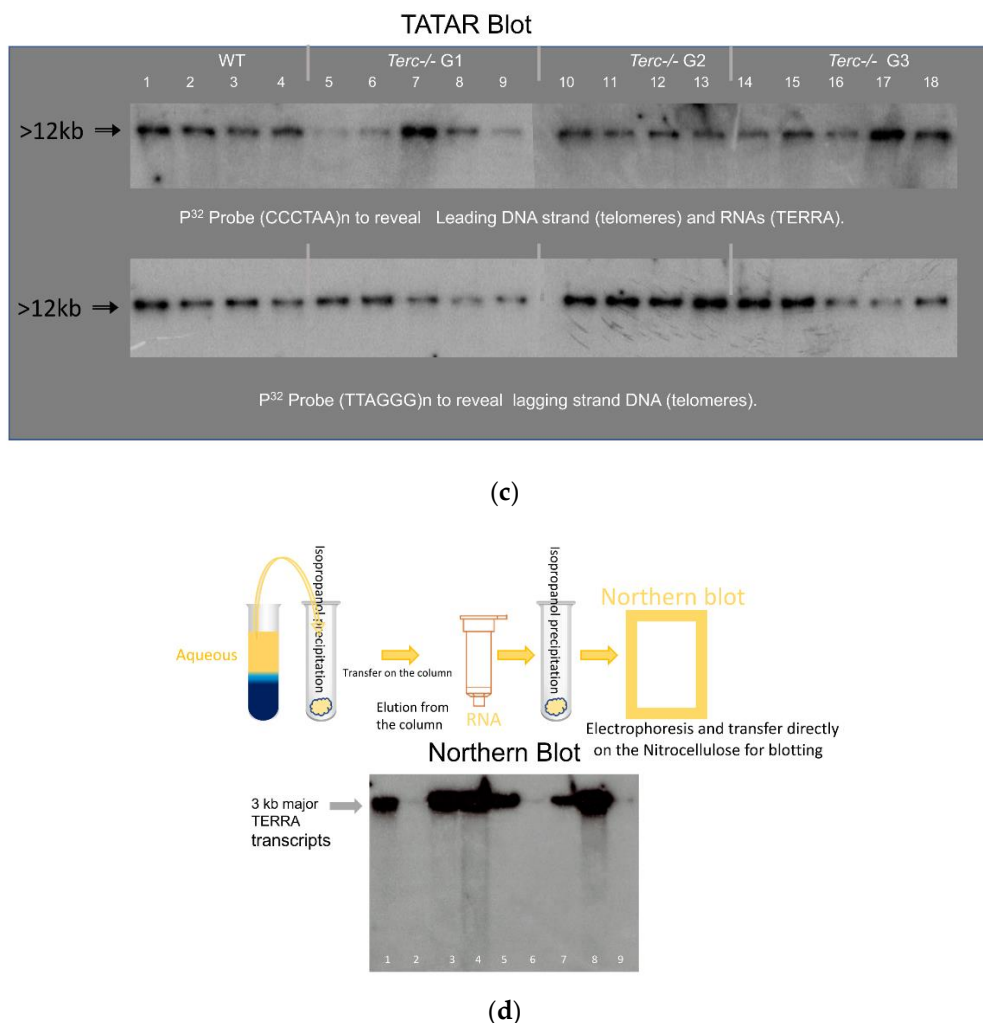 TATAR Blot
WT Terc-/- G1 Terc-/- G2 Terc-/- G3
1 2 3 4 5 6 7 8 9 10 11 12 13 14 15 16 17 18
>12kb ⇒
P³² Probe (CCCTAA)n to reveal Leading DNA strand (telomeres) and RNAs (TERRA).
>12kb ⇒
P³² Probe (TTAGGG)n to reveal lagging strand DNA (telomeres).
(c)
Isopropanol precipitation
Isopropanol precipitation
Northern blot
Aqueous
Transfer on the column
Elution from
the column
RNA
Electrophoresis and transfer directly
on the Nitrocellulose for blotting
Northern Blot
3 kb major
TERRA
transcripts
1 2 3 4 5 6 7 8 9
(d)